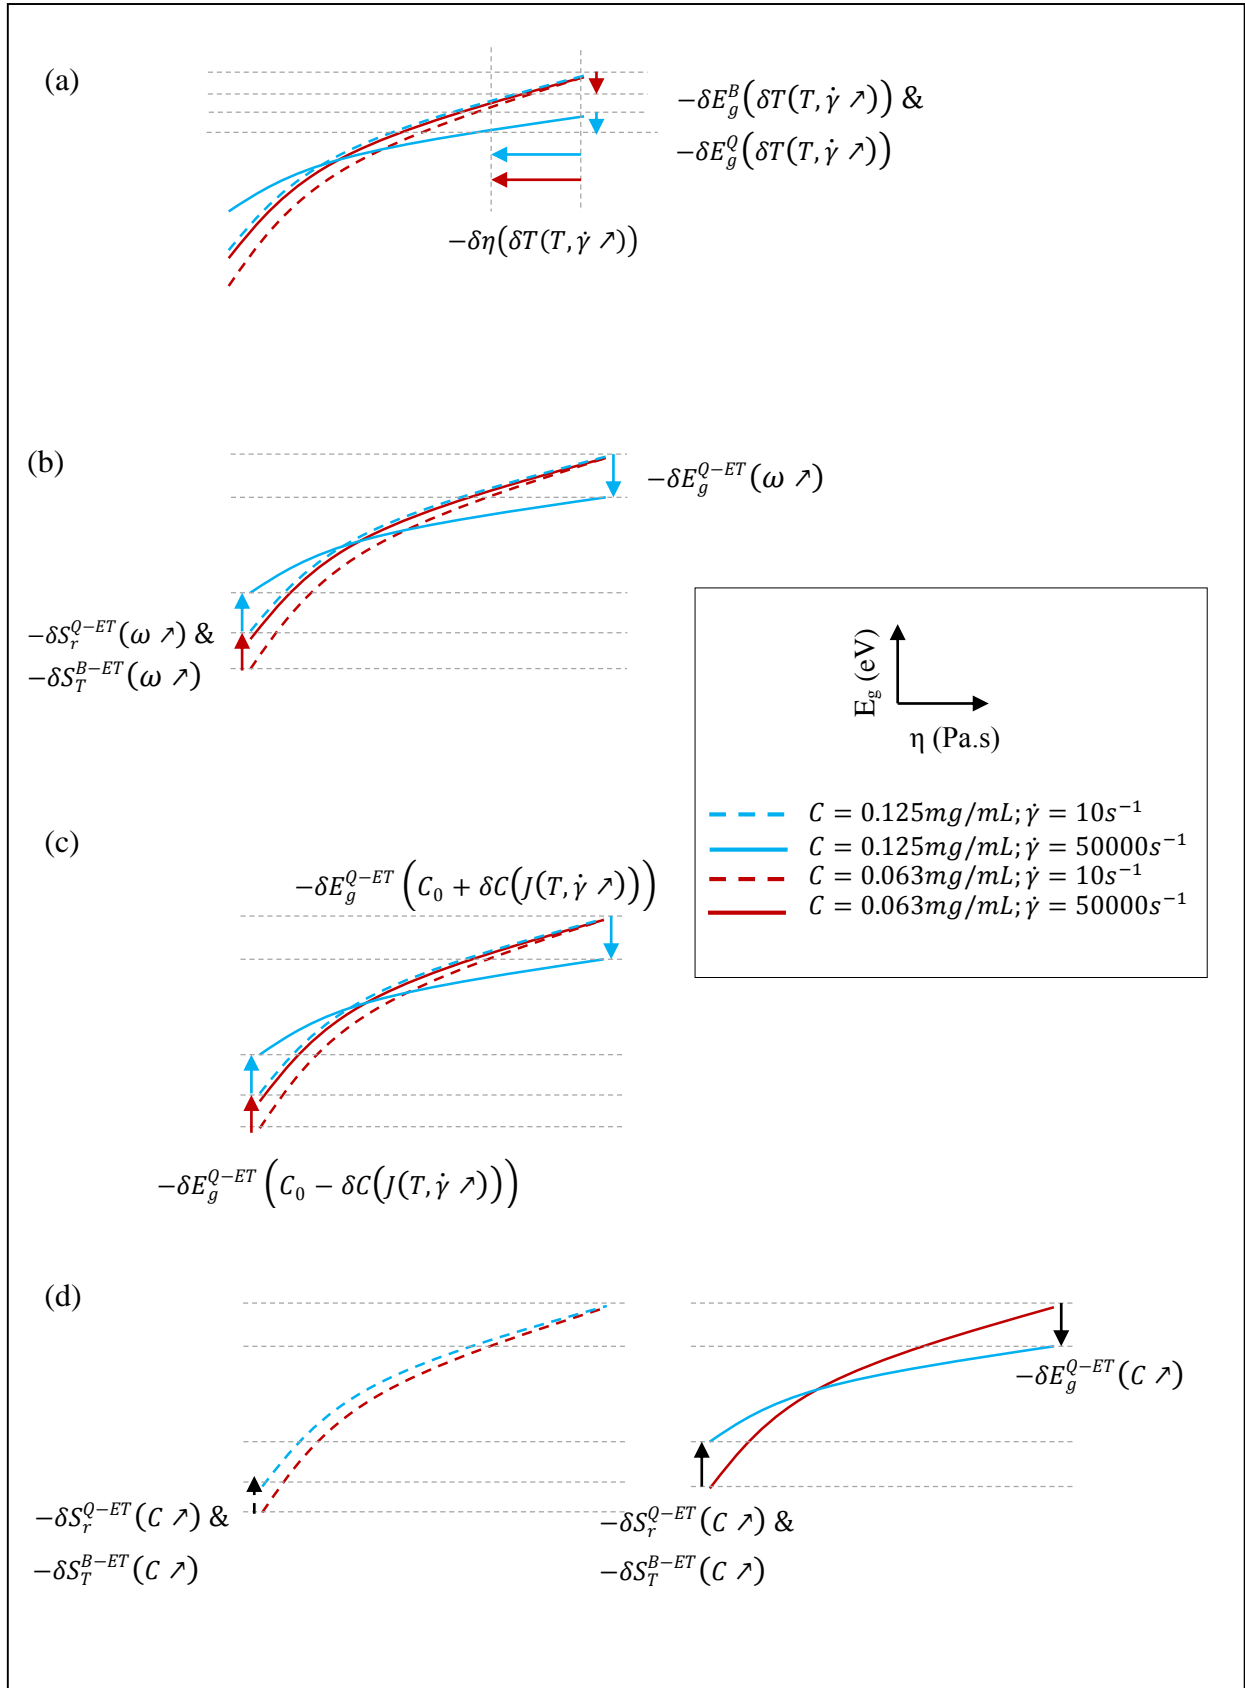 (a)
−δE_g^B(δT(T, γ̇ ↗)) &
−δE_g^Q(δT(T, γ̇ ↗))
−δη(δT(T, γ̇ ↗))
(b)
−δE_g^{Q−ET}(ω ↗)
−δS_r^{Q−ET}(ω ↗) &
−δS_T^{B−ET}(ω ↗)
E_g (eV)
η (Pa.s)
C = 0.125mg/mL; γ̇ = 10s^{−1}
C = 0.125mg/mL; γ̇ = 50000s^{−1}
C = 0.063mg/mL; γ̇ = 10s^{−1}
C = 0.063mg/mL; γ̇ = 50000s^{−1}
(c)
−δE_g^{Q−ET}(C_0 + δC(J(T, γ̇ ↗)))
−δE_g^{Q−ET}(C_0 − δC(J(T, γ̇ ↗)))
(d)
−δS_r^{Q−ET}(C ↗) &
−δS_T^{B−ET}(C ↗)
−δE_g^{Q−ET}(C ↗)
−δS_r^{Q−ET}(C ↗) &
−δS_T^{B−ET}(C ↗)